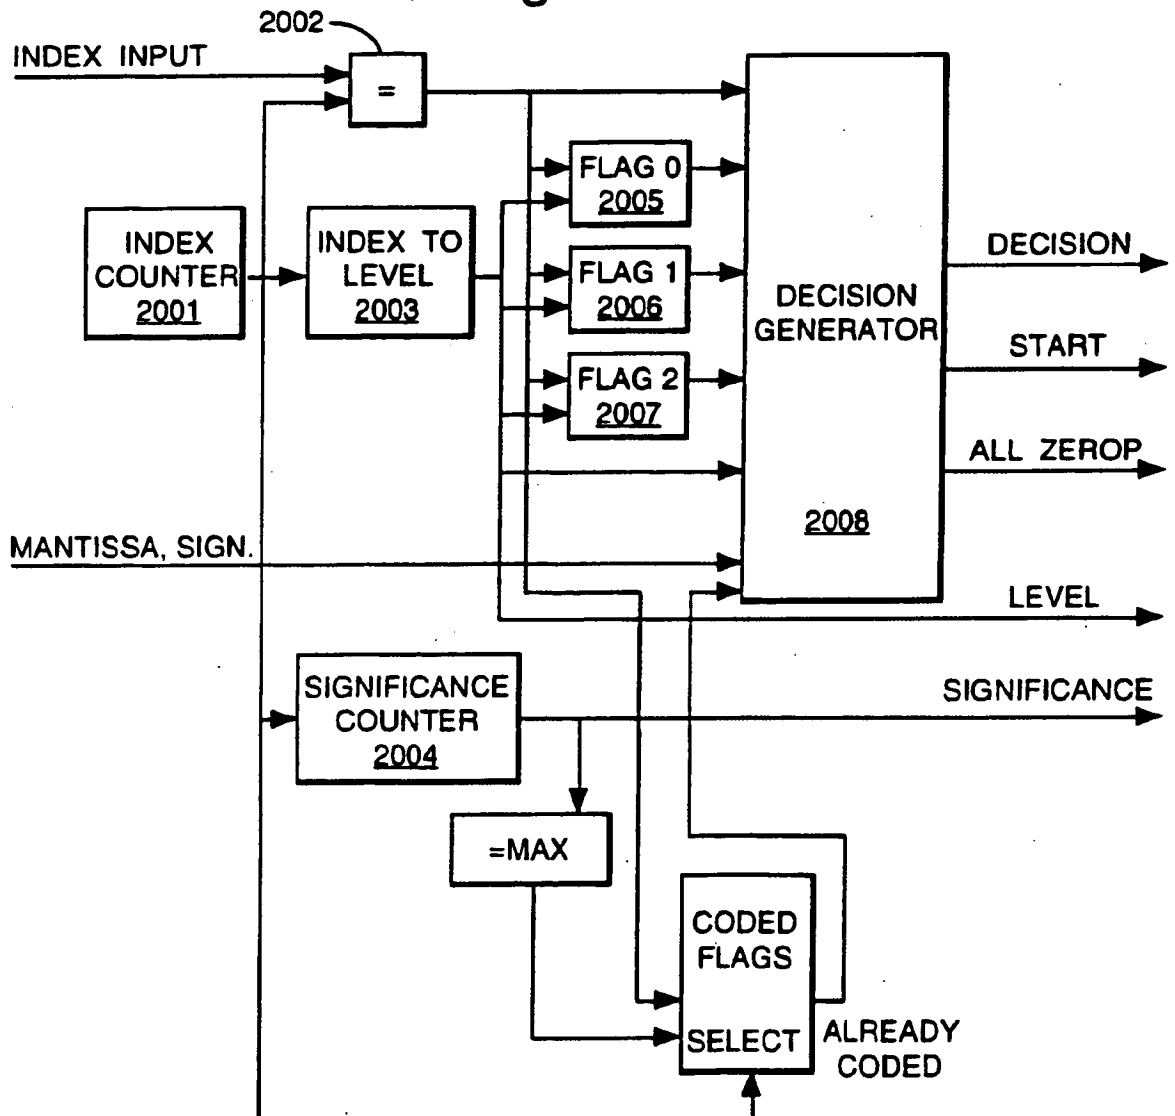 2002
INDEX INPUT
=
FLAG 0
2005
INDEX
COUNTER
2001
INDEX TO
LEVEL
2003
FLAG 1
2006
FLAG 2
2007
DECISION
GENERATOR
2008
DECISION
START
ALL ZEROP
MANTISSA, SIGN.
LEVEL
SIGNIFICANCE
COUNTER
2004
SIGNIFICANCE
=MAX
CODED
FLAGS
SELECT
ALREADY
CODED